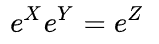 e^X e^Y = e^Z